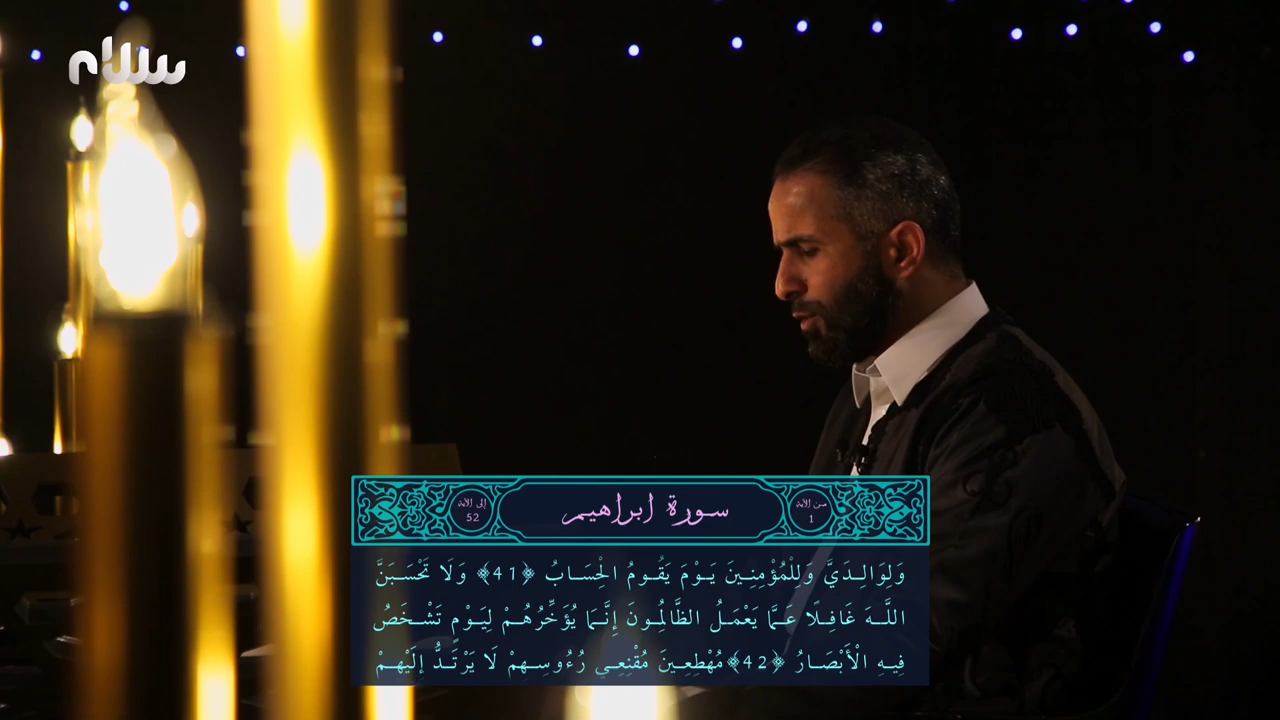 سلام
من الآية
1
سورة ابراهيم
إلى الآية
52
وَلِوَالِدَيَّ وَلِلْمُؤْمِنِينَ يَوْمَ يَقُومُ الْحِسَابُ ﴿41﴾ وَلَا تَحْسَبَنَّ
اللَّهَ غَافِلًا عَمَّا يَعْمَلُ الظَّالِمُونَ إِنَّمَا يُؤَخِّرُهُمْ لِيَوْمٍ تَشْخَصُ
فِيهِ الْأَبْصَارُ ﴿42﴾مُهْطِعِينَ مُقْنِعِي رُءُوسِهِمْ لَا يَرْتَدُّ إِلَيْهِمْ